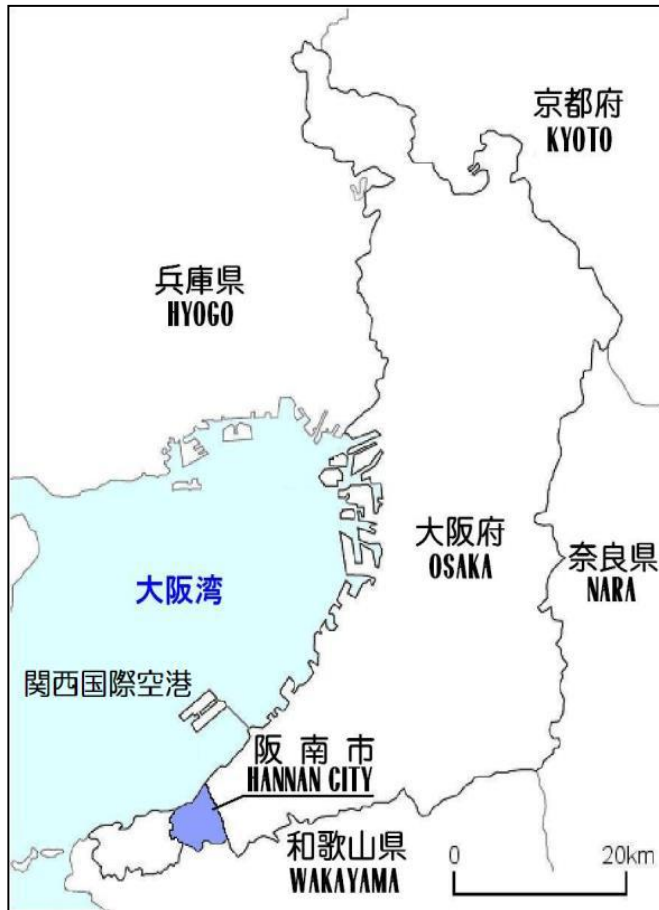 京都府
KYOTO
兵庫県
HYOGO
大阪府
OSAKA
奈良県
NARA
大阪湾
関西国際空港
阪南市
HANNAN CITY
和歌山県
WAKAYAMA
0 20km